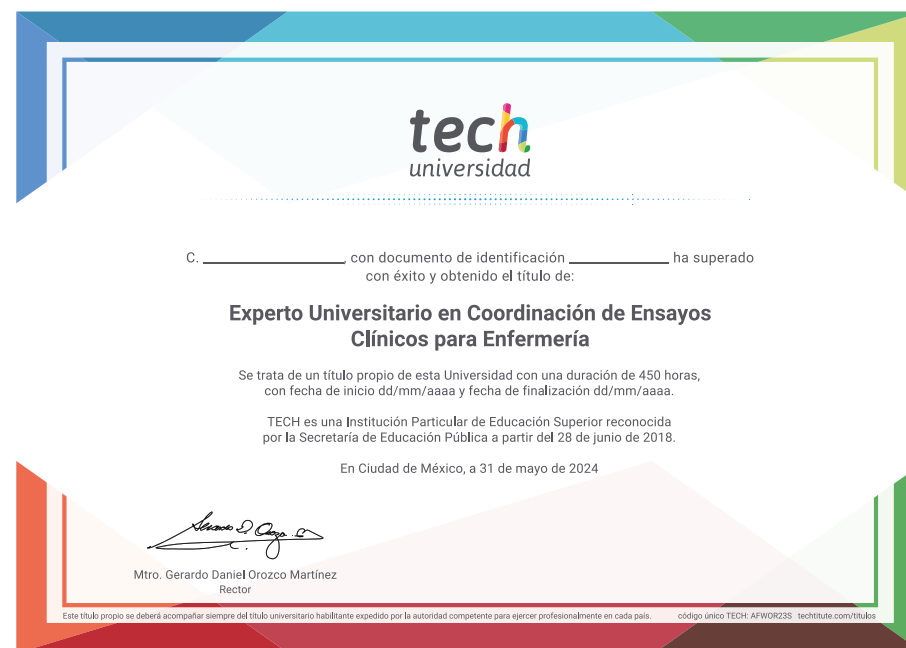 tech
universidad
C. ____________________, con documento de identificación ______________ ha superado
con éxito y obtenido el título de:
Experto Universitario en Coordinación de Ensayos
Clínicos para Enfermería
Se trata de un título propio de esta Universidad con una duración de 450 horas,
con fecha de inicio dd/mm/aaaa y fecha de finalización dd/mm/aaaa.
TECH es una Institución Particular de Educación Superior reconocida
por la Secretaría de Educación Pública a partir del 28 de junio de 2018.
En Ciudad de México, a 31 de mayo de 2024
Mtro. Gerardo Daniel Orozco Martínez
Rector
Este título propio se deberá acompañar siempre del título universitario habilitante expedido por la autoridad competente para ejercer profesionalmente en cada país. código único TECH: AFWOR23S techtitute.com/titulos